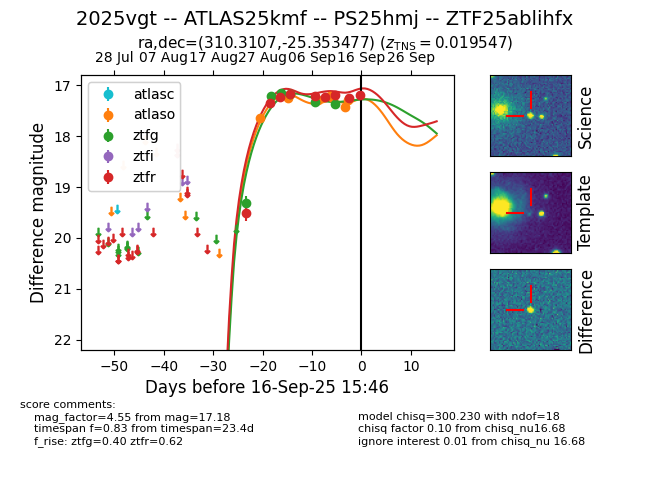 2025vgt -- ATLAS25kmf -- PS25hmj -- ZTF25ablihfx
ra,dec=(310.3107,-25.353477) (z_TNS = 0.019547)
28 Jul 07 Aug 17 Aug 27 Aug 06 Sep 16 Sep 26 Sep
17
18
19
20
21
22
Difference magnitude
atlasc
atlaso
ztfg
ztfi
ztfr
−50 −40 −30 −20 −10 0 10
Days before 16-Sep-25 15:46
Science
Template
Difference
score comments:
mag_factor=4.55 from mag=17.18
timespan f=0.83 from timespan=23.4d
f_rise: ztfg=0.40 ztfr=0.62
model chisq=300.230 with ndof=18
chisq factor 0.10 from chisq_nu16.68
ignore interest 0.01 from chisq_nu 16.68